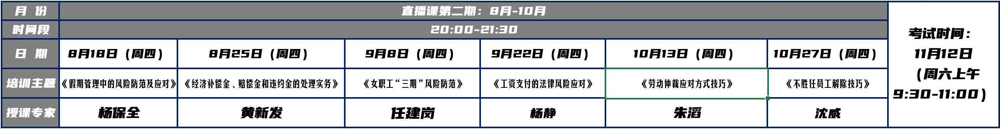 月 份
直播课第二期：8月-10月
时间段
20:00-21:30
日 期
8月18日（周四）
8月25日（周四）
9月8日（周四）
9月22日（周四）
10月13日（周四）
10月27日（周四）
培训主题
《假期管理中的风险防范及应对》
《经济补偿金、赔偿金和违约金的处理实务》
《女职工“三期”风险防范》
《工资支付的法律风险应对》
《劳动仲裁应对方式技巧》
《不胜任员工解除技巧》
授课专家
杨保全
黄新发
任建岗
杨静
朱滔
沈威
考试时间：
11月12日
（周六上午
9:30-11:00）